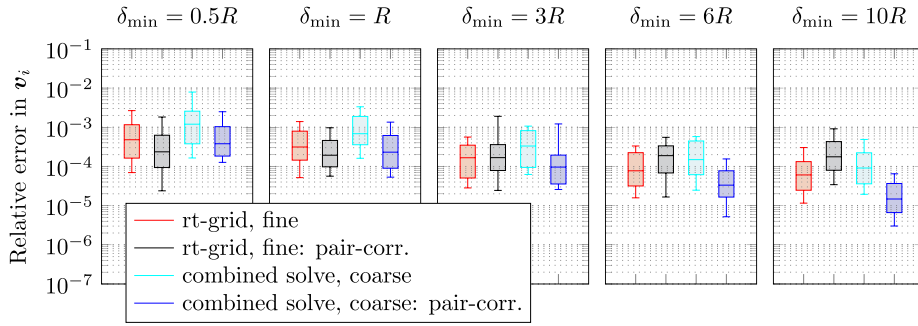 δmin = 0.5R
δmin = R
δmin = 3R
δmin = 6R
δmin = 10R
Relative error in vi
10−1
10−2
10−3
10−4
10−5
10−6
10−7
rt-grid, fine
rt-grid, fine: pair-corr.
combined solve, coarse
combined solve, coarse: pair-corr.